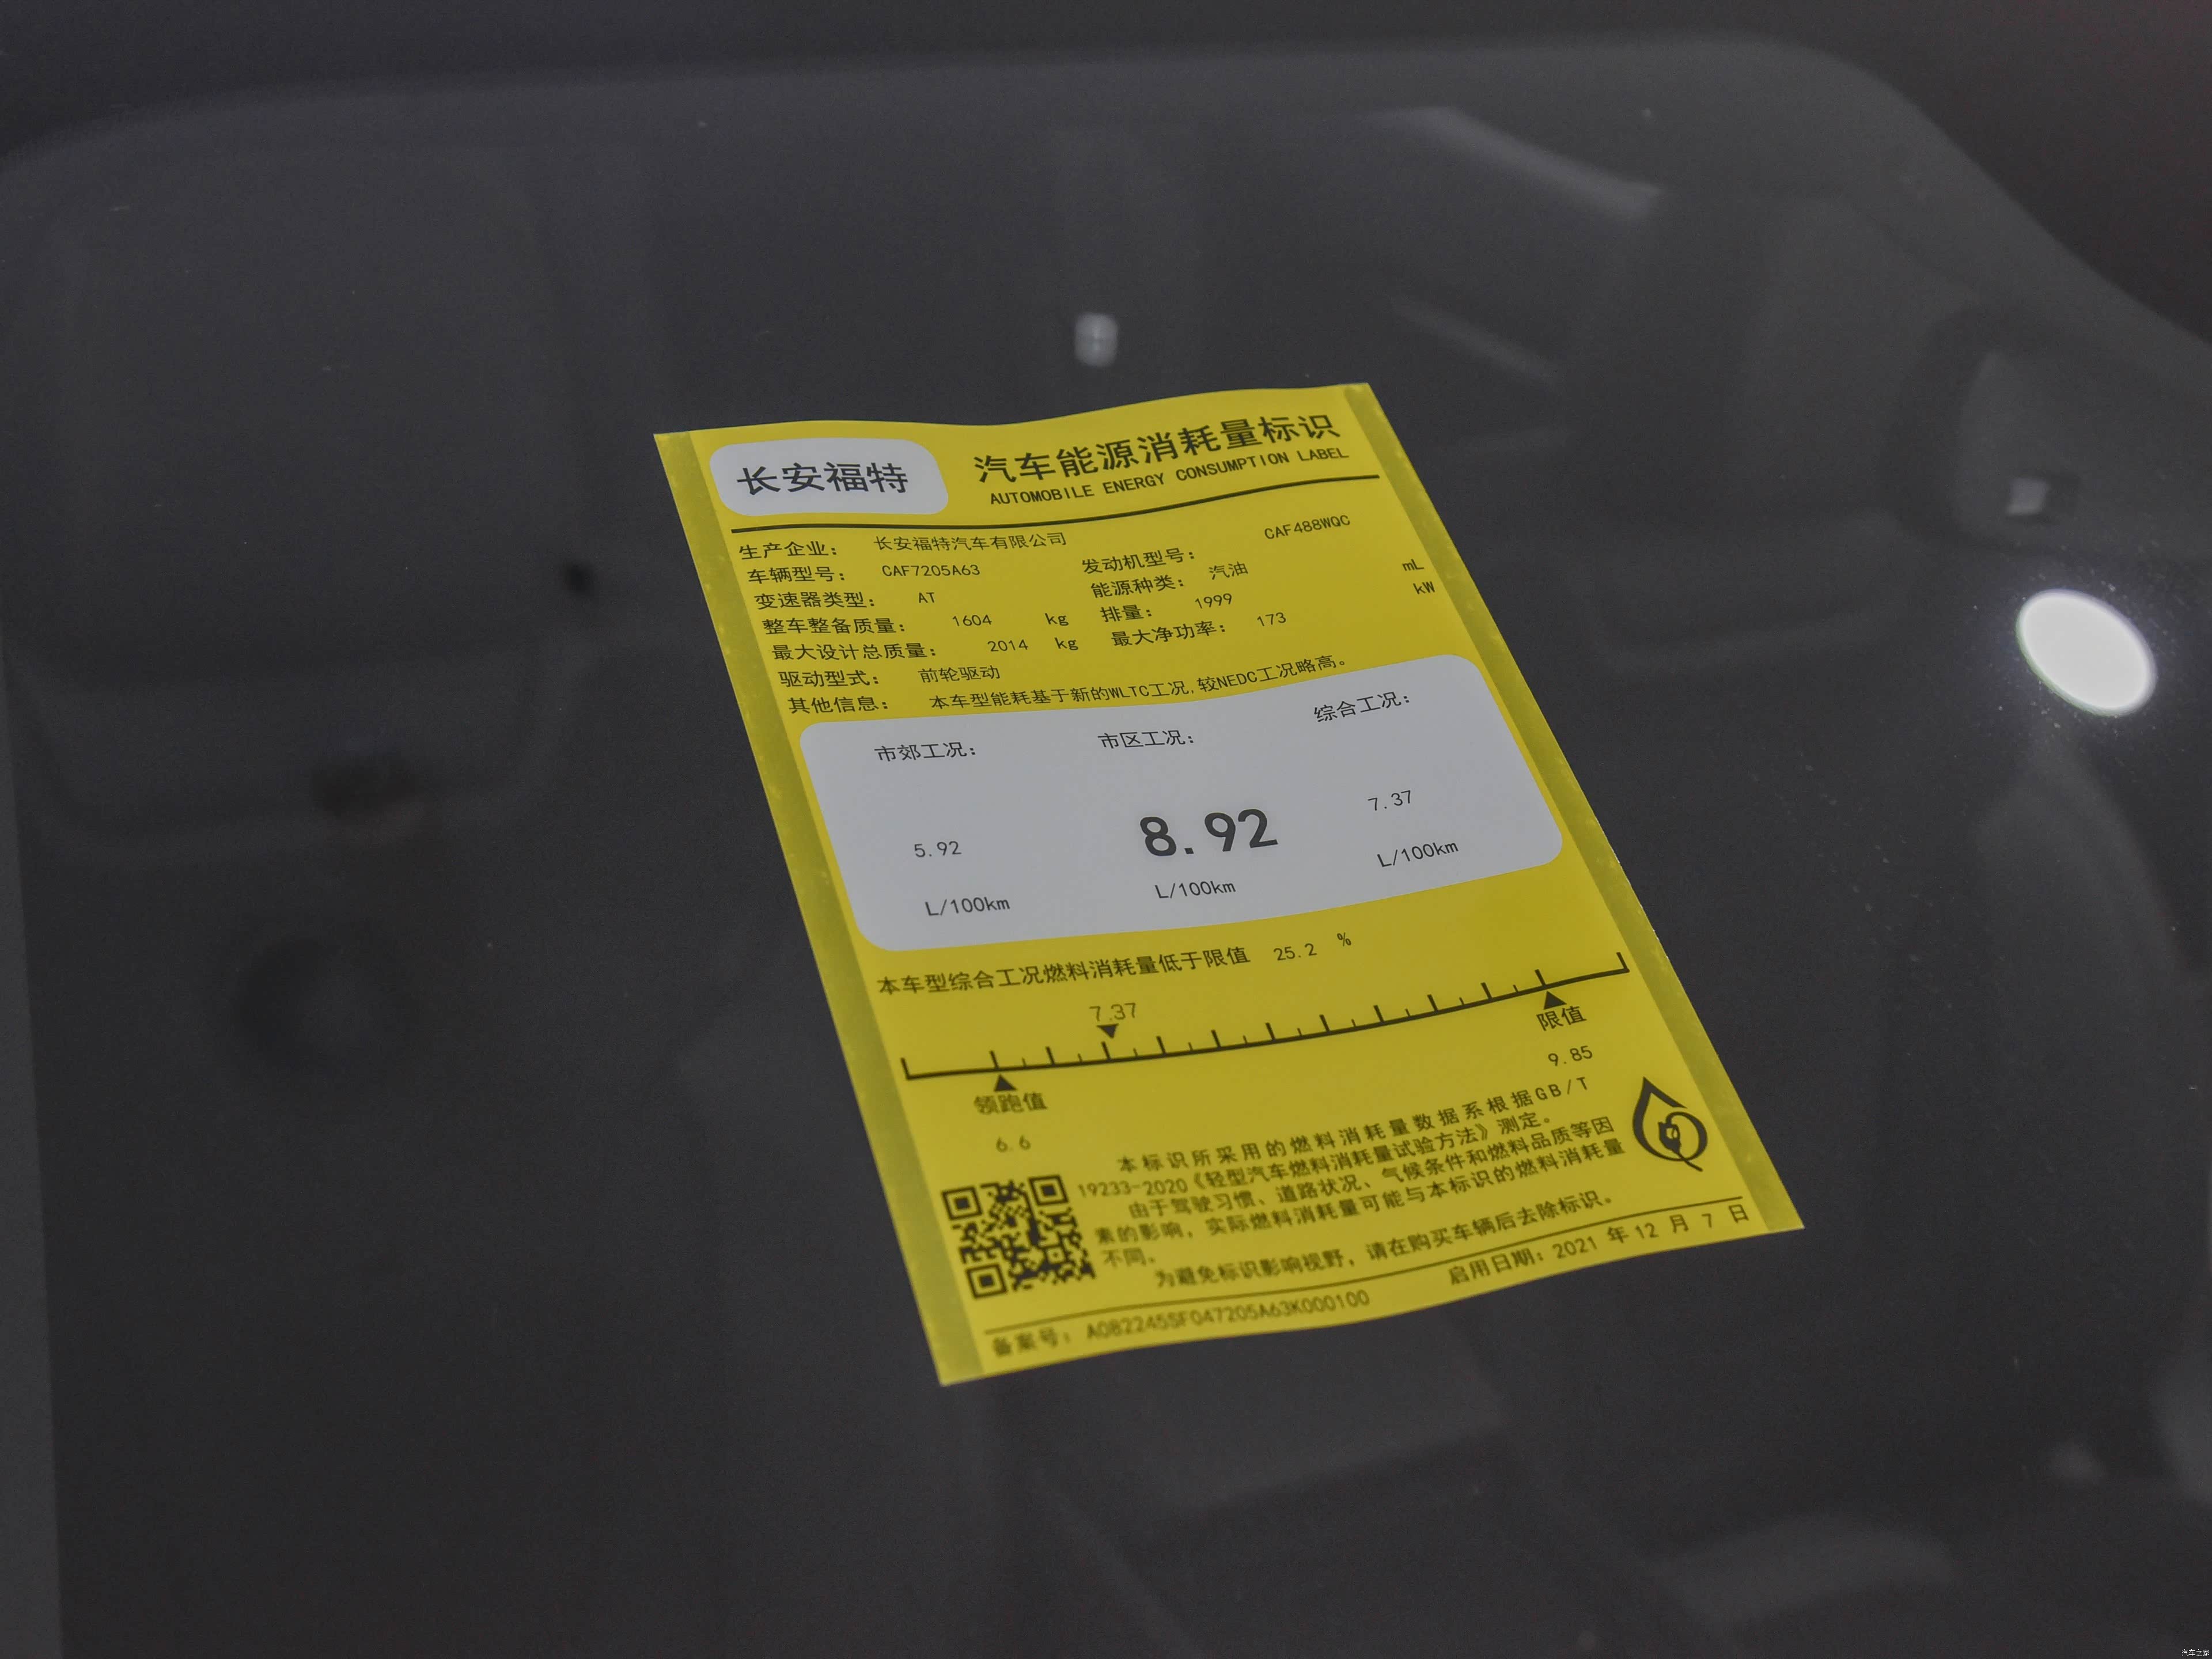 长安福特
汽车能源消耗量标识
AUTOMOBILE ENERGY CONSUMPTION LABEL
生产企业： 长安福特汽车有限公司
车辆型号： CAF7205A63 发动机型号： CAF488WQC
变速器类型： AT 能源种类： 汽油
整车整备质量： 1604 kg 排量： 1999 mL
最大设计总质量： 2014 kg 最大净功率： 173 kW
驱动型式： 前轮驱动
其他信息： 本车型能耗基于新的WLTC工况,较NEDC工况略高。
市郊工况： 市区工况： 综合工况：
5.92 8.92 7.37
L/100km L/100km L/100km
本车型综合工况燃料消耗量低于限值 25.2 %
7.37
领跑值 限值
6.6 9.85
本标识所采用的燃料消耗量数据系根据GB/T
19233-2020《轻型汽车燃料消耗量试验方法》测定。
由于驾驶习惯、道路状况、气候条件和燃料品质等因
素的影响，实际燃料消耗量可能与本标识的燃料消耗量
不同。
为避免标识影响视野，请在购买车辆后去除标识。
备案号： A082245SF047205A63K000100 启用日期：2021 年 12 月 7 日
汽车之家